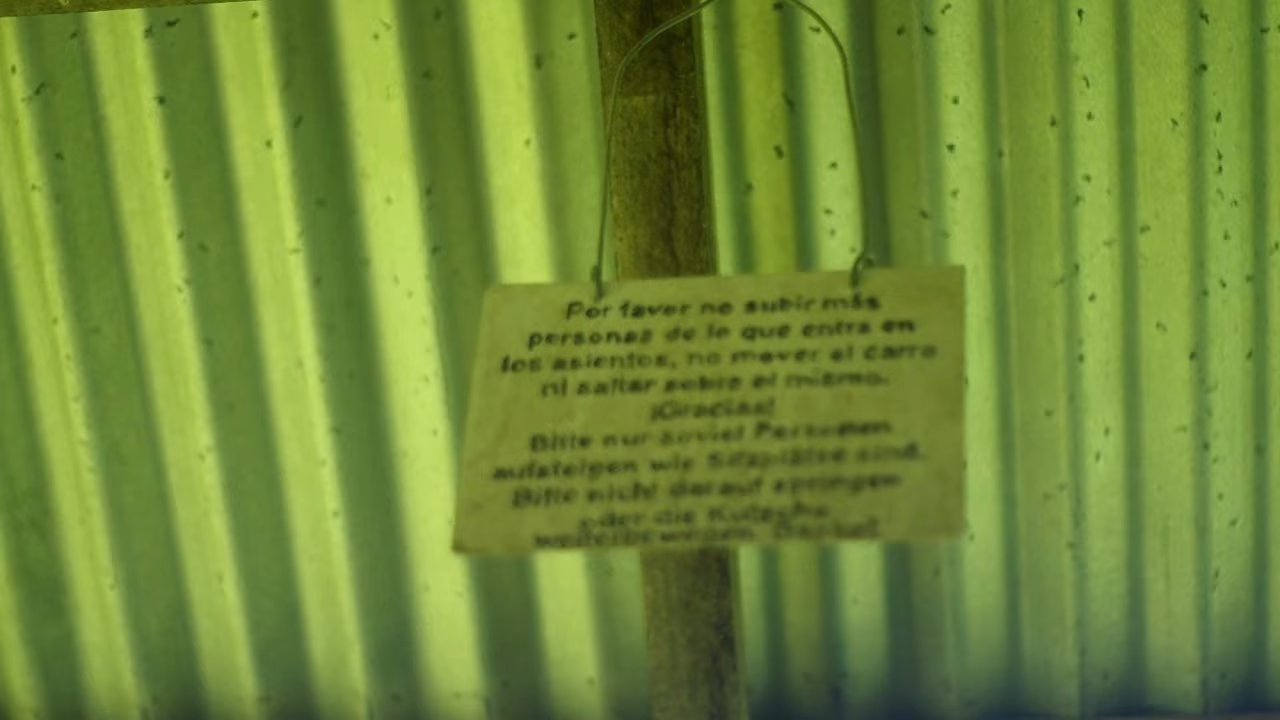 Por favor no subir más
personas de lo que entra en
los asientos, no mover el carro
ni saltar sobre el mismo.
¡Gracias!
Bitte nur soviel Personen
aufsteigen wie Sitzplätze sind.
Bitte nicht darauf springen
oder die Kutsche
weiterbewegen. Danke!